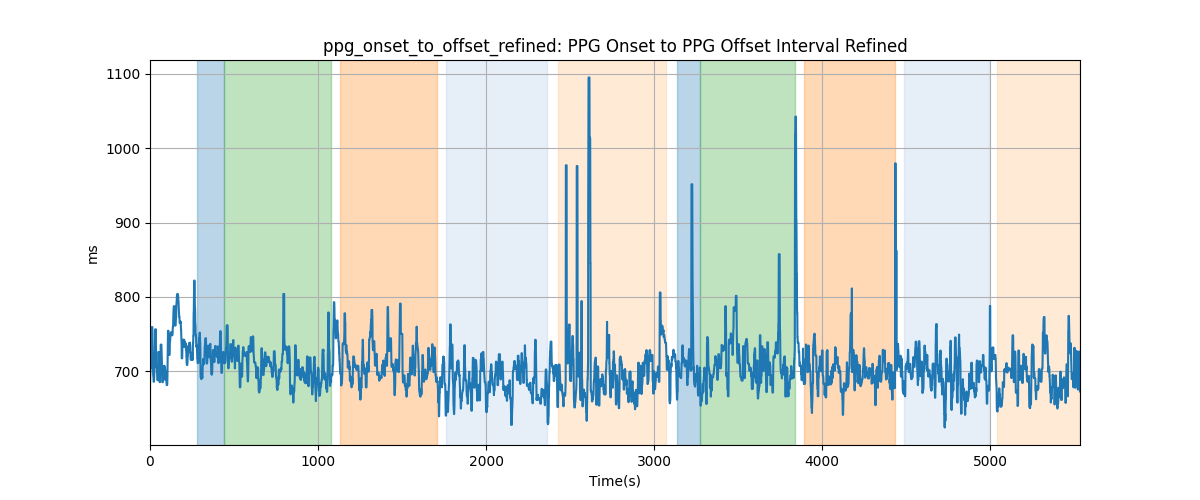 ppg_onset_to_offset_refined: PPG Onset to PPG Offset Interval Refined
1100
1000
900
800
700
ms
0 1000 2000 3000 4000 5000
Time(s)